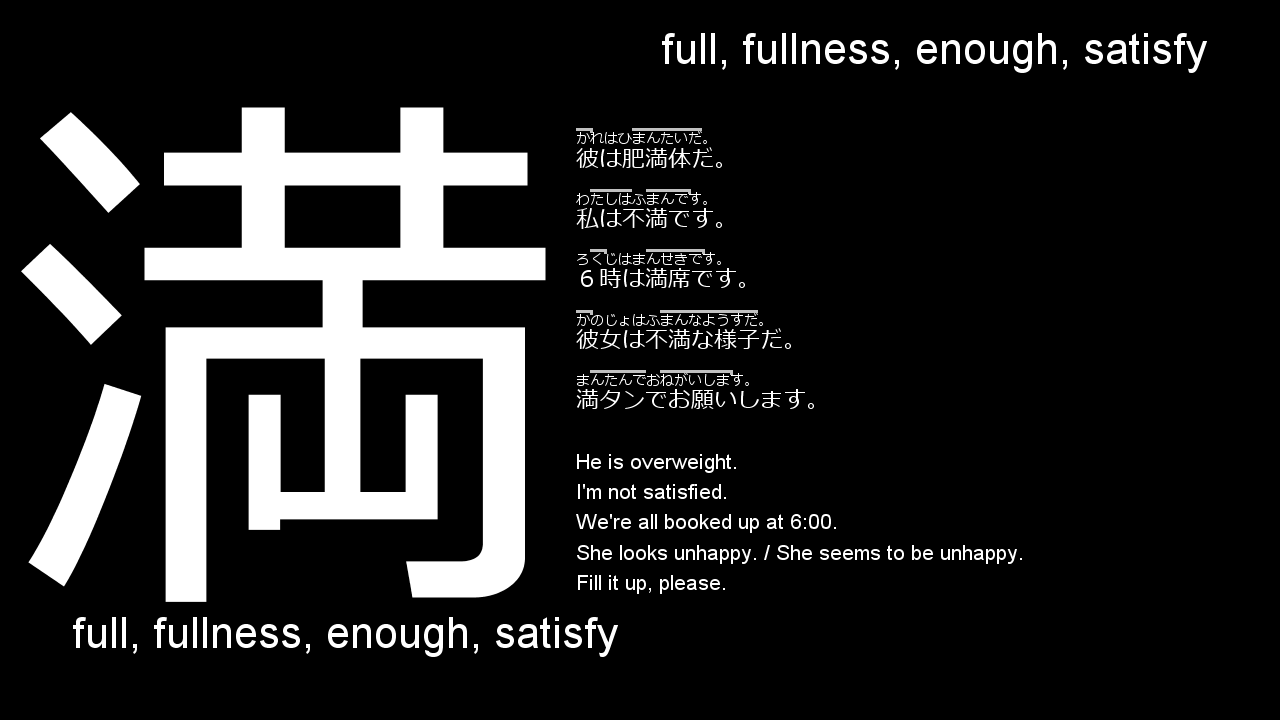 full, fullness, enough, satisfy
満
かれはひまんたいだ。
彼は肥満体だ。
わたしはふまんです。
私は不満です。
ろくじはまんせきです。
６時は満席です。
かのじょはふまんなようすだ。
彼女は不満な様子だ。
まんたんでおねがいします。
満タンでお願いします。
He is overweight.
I'm not satisfied.
We're all booked up at 6:00.
She looks unhappy. / She seems to be unhappy.
Fill it up, please.
full, fullness, enough, satisfy